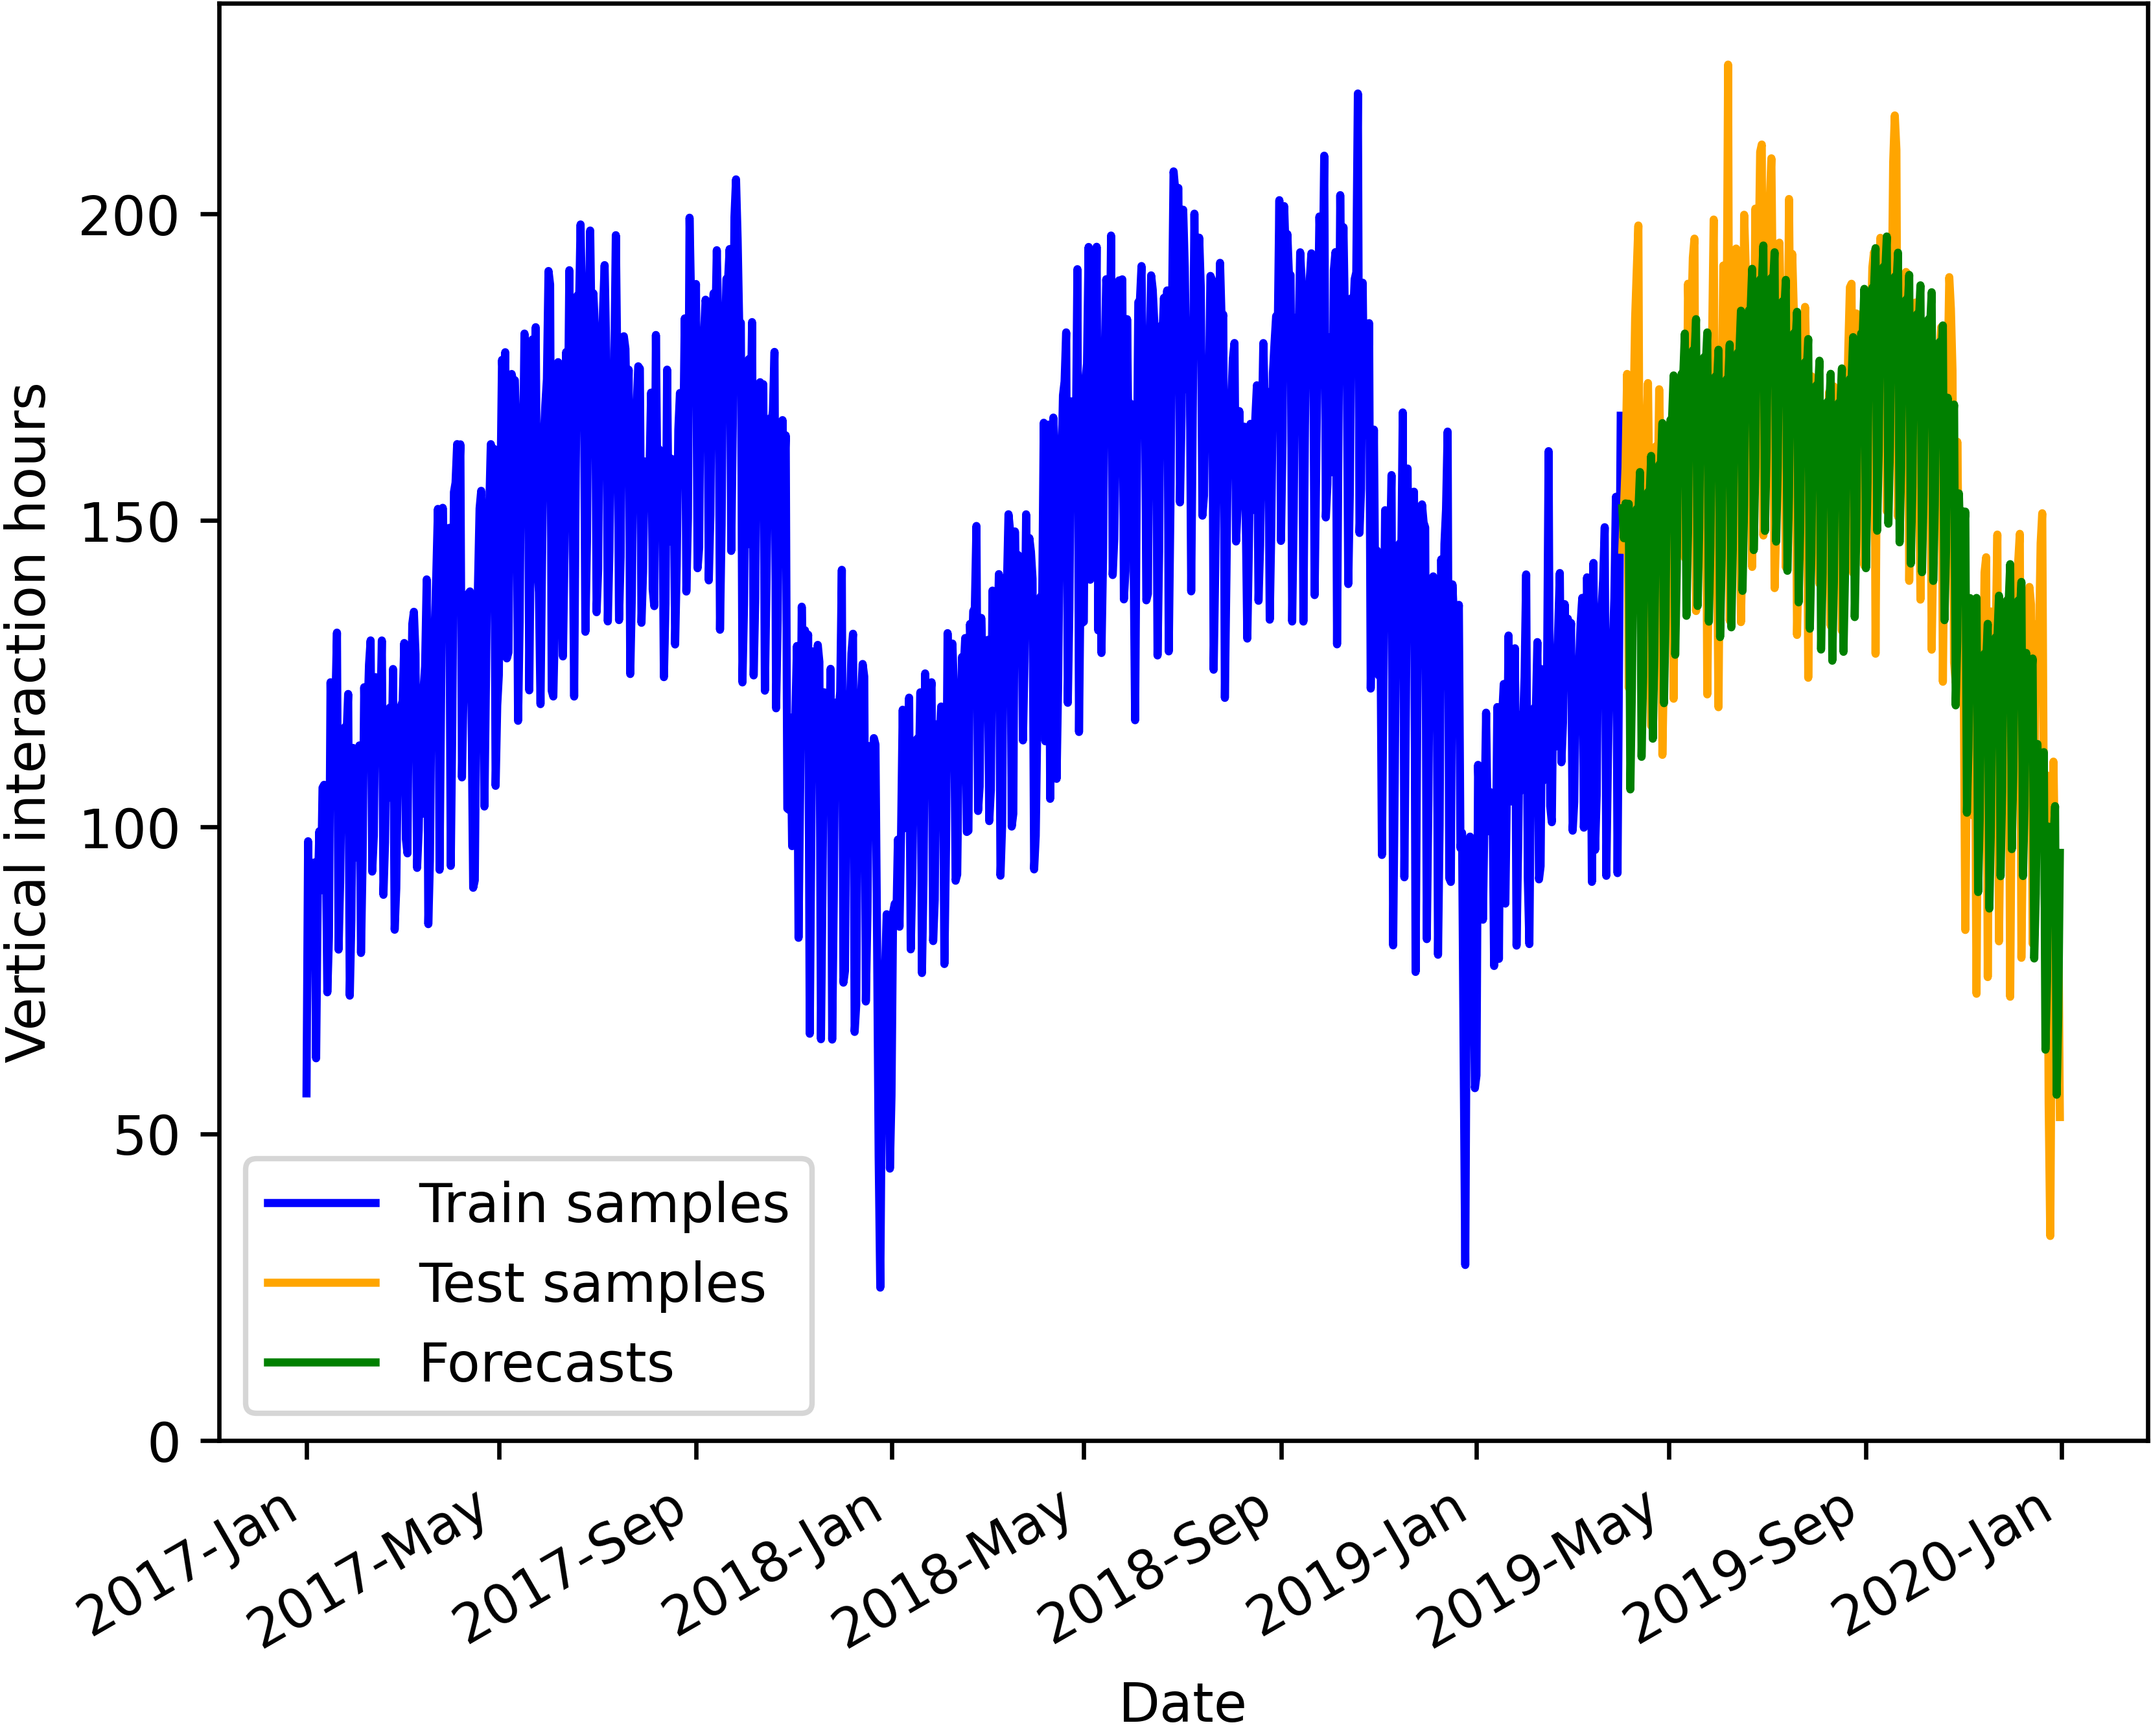 Vertical interaction hours
200
150
100
50
0
Train samples
Test samples
Forecasts
2017-Jan
2017-May
2017-Sep
2018-Jan
2018-May
2018-Sep
2019-Jan
2019-May
2019-Sep
2020-Jan
Date